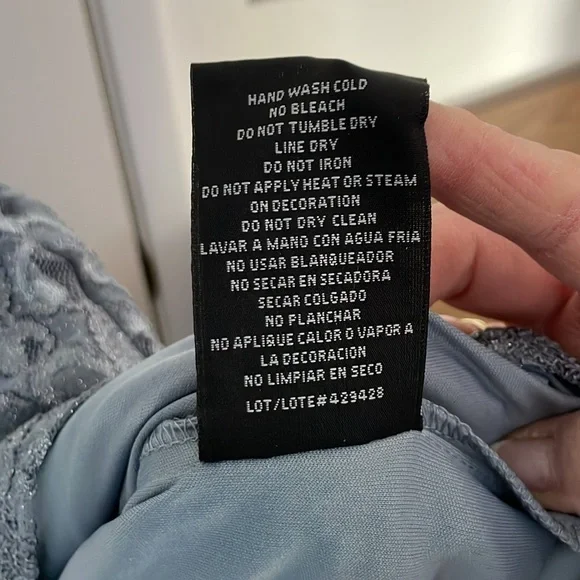 HAND WASH COLD
NO BLEACH
DO NOT TUMBLE DRY
LINE DRY
DO NOT IRON
DO NOT APPLY HEAT OR STEAM
ON DECORATION
DO NOT DRY CLEAN
LAVAR A MANO CON AGUA FRIA
NO USAR BLANQUEADOR
NO SECAR EN SECADORA
SECAR COLGADO
NO PLANCHAR
NO APLIQUE CALOR O VAPOR A
LA DECORACION
NO LIMPIAR EN SECO
LOT/LOTE#429428